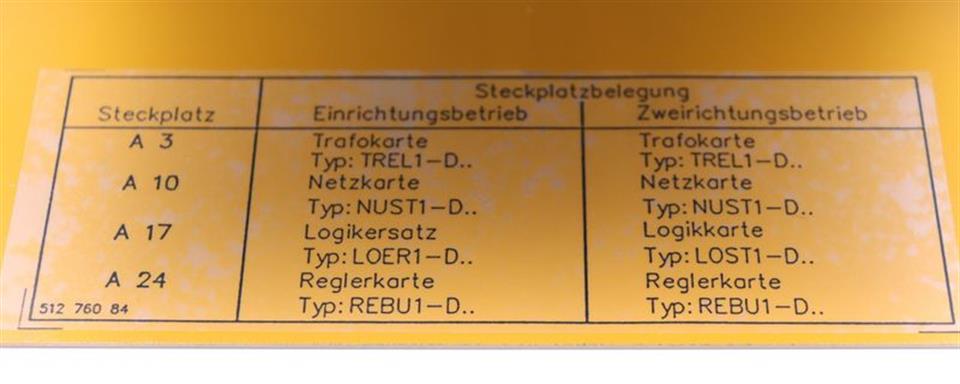 Steckplatzbelegung
Steckplatz Einrichtungsbetrieb Zweirichtungsbetrieb
A 3 Trafokarte Trafokarte
Typ: TREL1-D.. Typ: TREL1-D..
A 10 Netzkarte Netzkarte
Typ: NUST1-D.. Typ: NUST1-D..
A 17 Logikersatz Logikkarte
Typ: LOER1-D.. Typ: LOST1-D..
A 24 Reglerkarte Reglerkarte
512 760 84 Typ: REBU1-D.. Typ: REBU1-D..